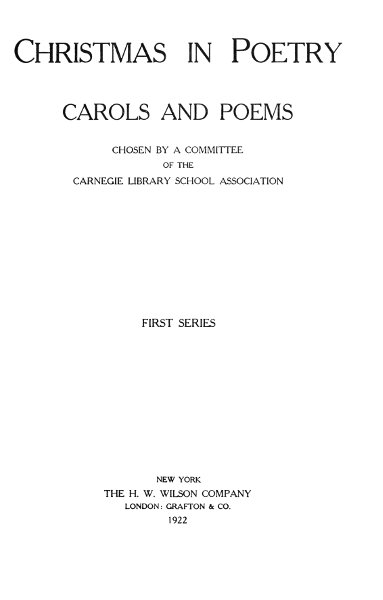 CHRISTMAS IN POETRY
CAROLS AND POEMS
CHOSEN BY A COMMITTEE
OF THE
CARNEGIE LIBRARY SCHOOL ASSOCIATION
FIRST SERIES
NEW YORK
THE H. W. WILSON COMPANY
LONDON: GRAFTON & CO.
1922